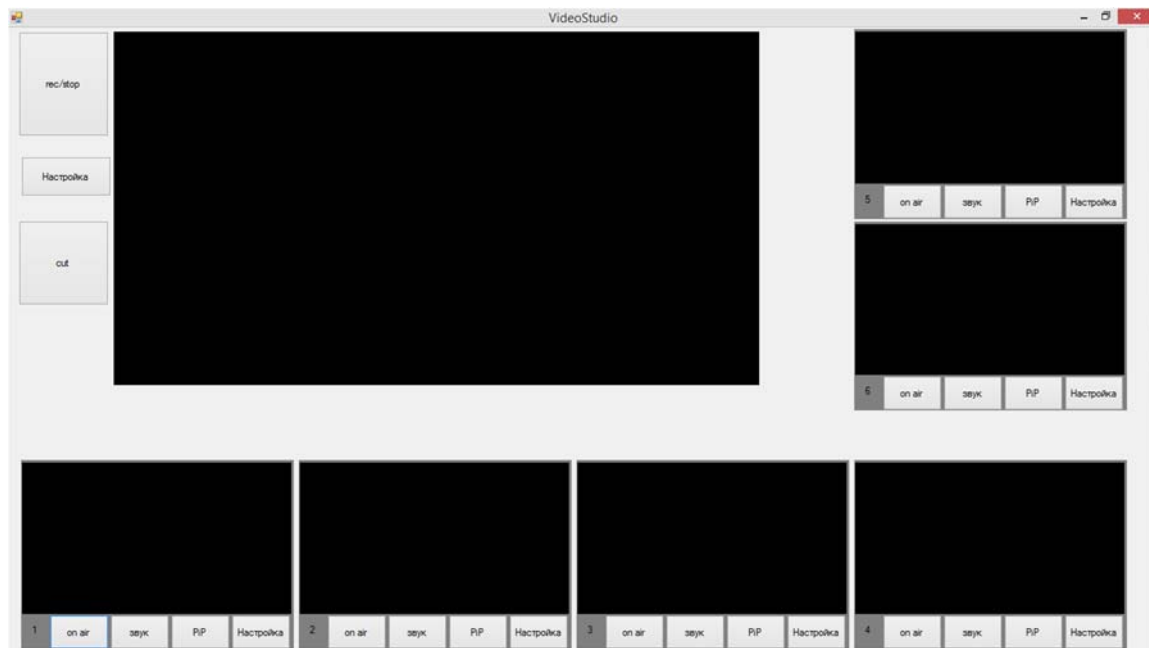 VideoStudio
rec/stop
Настройка
cut
5 on air звук PiP Настройка
6 on air звук PiP Настройка
1 on air звук PiP Настройка
2 on air звук PiP Настройка
3 on air звук PiP Настройка
4 on air звук PiP Настройка